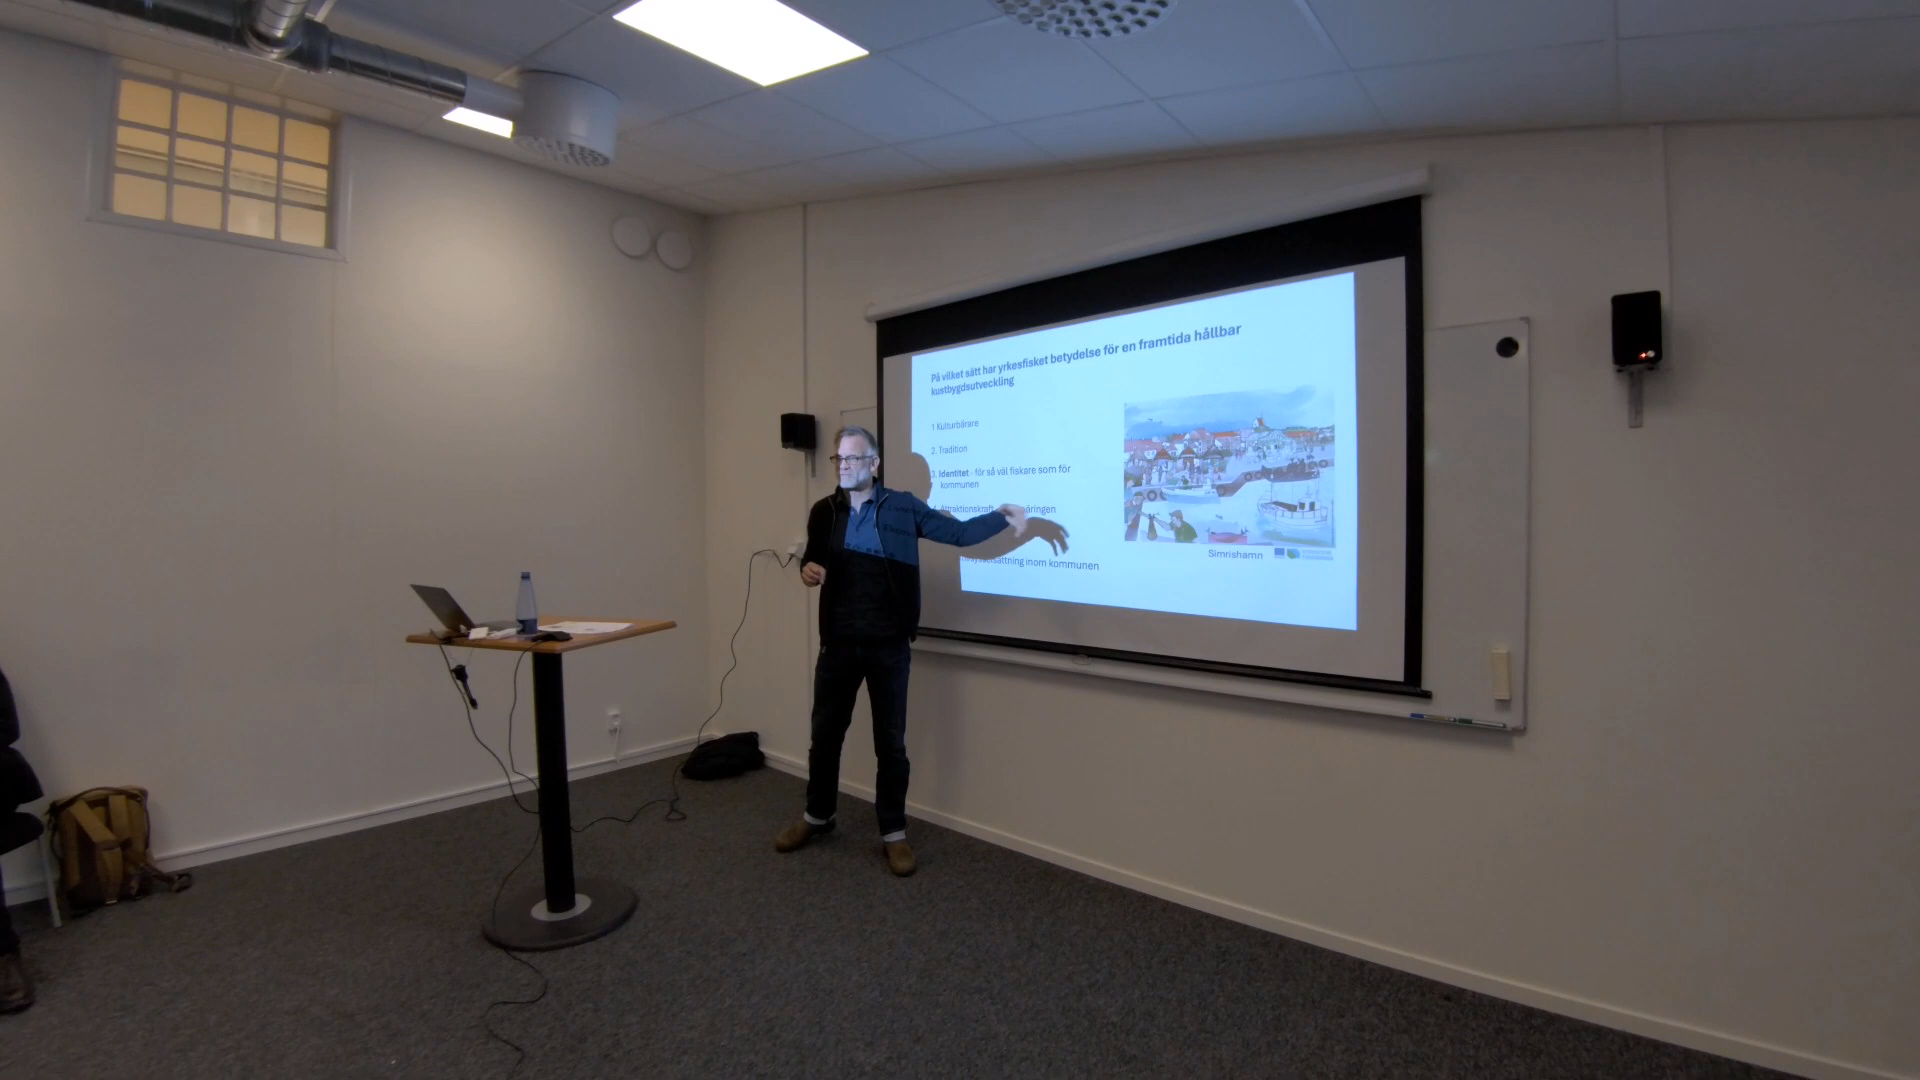 På vilket sätt har yrkesfisket betydelse för en framtida hållbar
kustbygdsutveckling
1 Kulturbärare
2. Tradition
3. Identitet - för så väl fiskare som för
kommunen
Attraktionskraft
inom kommunen
Simrishamn